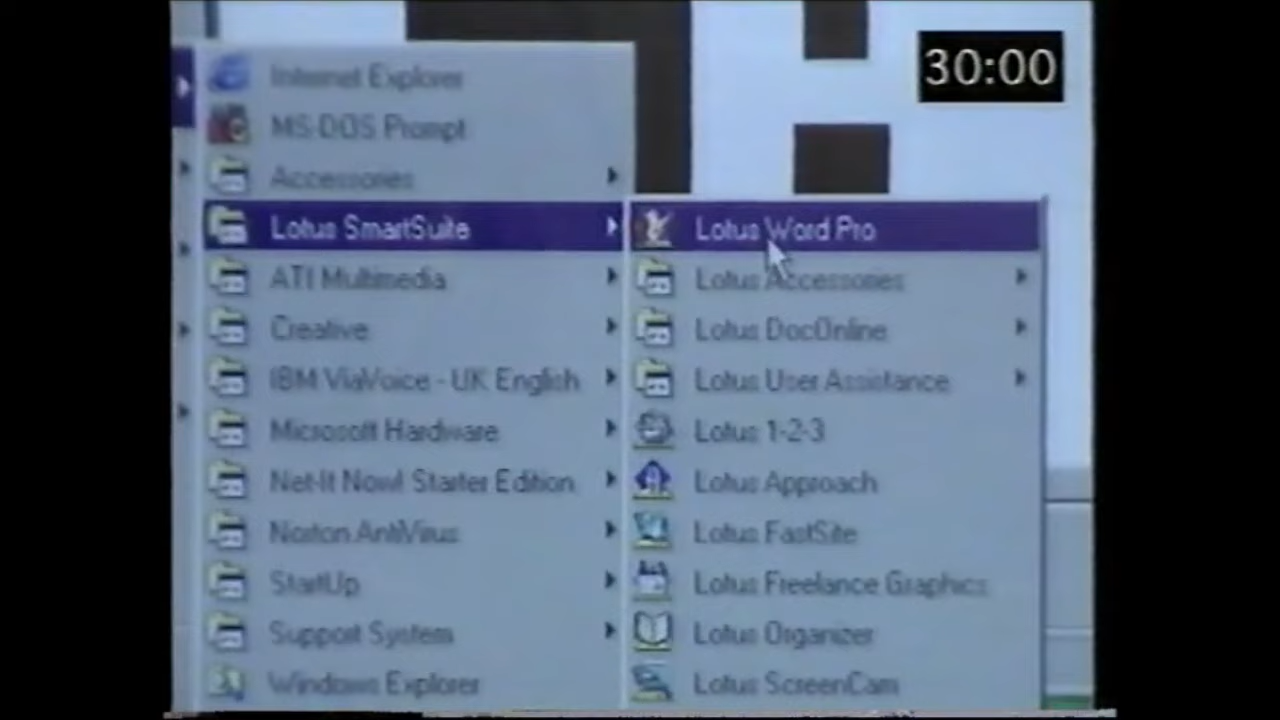 30:00
Internet Explorer
MS-DOS Prompt
Accessories
Lotus SmartSuite
ATI Multimedia
Creative
IBM ViaVoice - UK English
Microsoft Hardware
Net-It Now! Starter Edition
Norton AntiVirus
StartUp
Support System
Windows Explorer
Lotus Word Pro
Lotus Accessories
Lotus DocOnline
Lotus User Assistance
Lotus 1-2-3
Lotus Approach
Lotus FastSite
Lotus Freelance Graphics
Lotus Organizer
Lotus ScreenCam